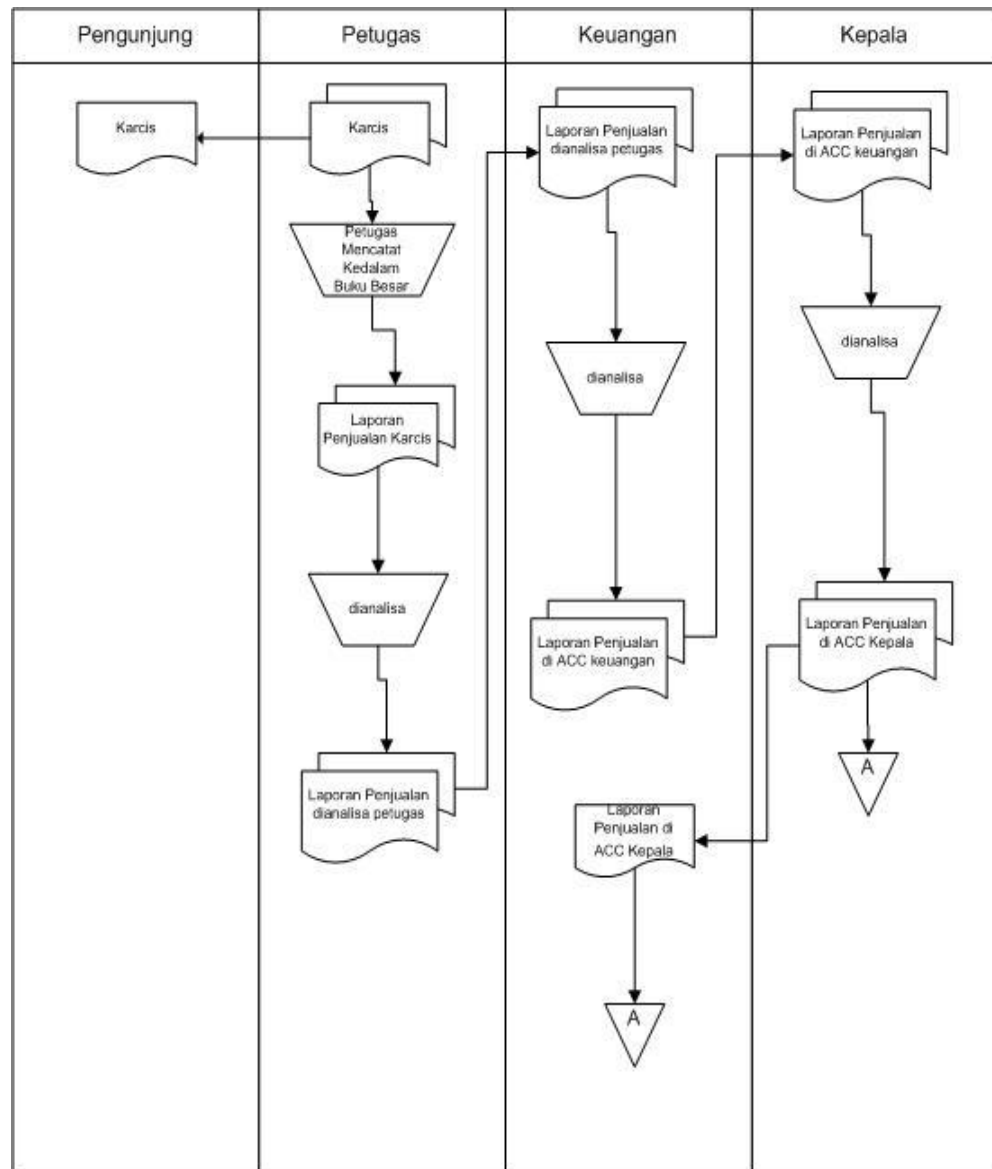 Pengunjung
Petugas
Keuangan
Kepala
Karcis
Karcis
Petugas
Mencatat
Kedalam
Buku Besar
Laporan
Penjualan Karcis
dianalisa
Laporan Penjualan
dianalisa petugas
Laporan Penjualan
dianalisa petugas
dianalisa
Laporan Penjualan
di ACC keuangan
Laporan
Penjualan di
ACC Kepala
A
Laporan Penjualan
di ACC keuangan
dianalisa
Laporan Penjualan
di ACC Kepala
A